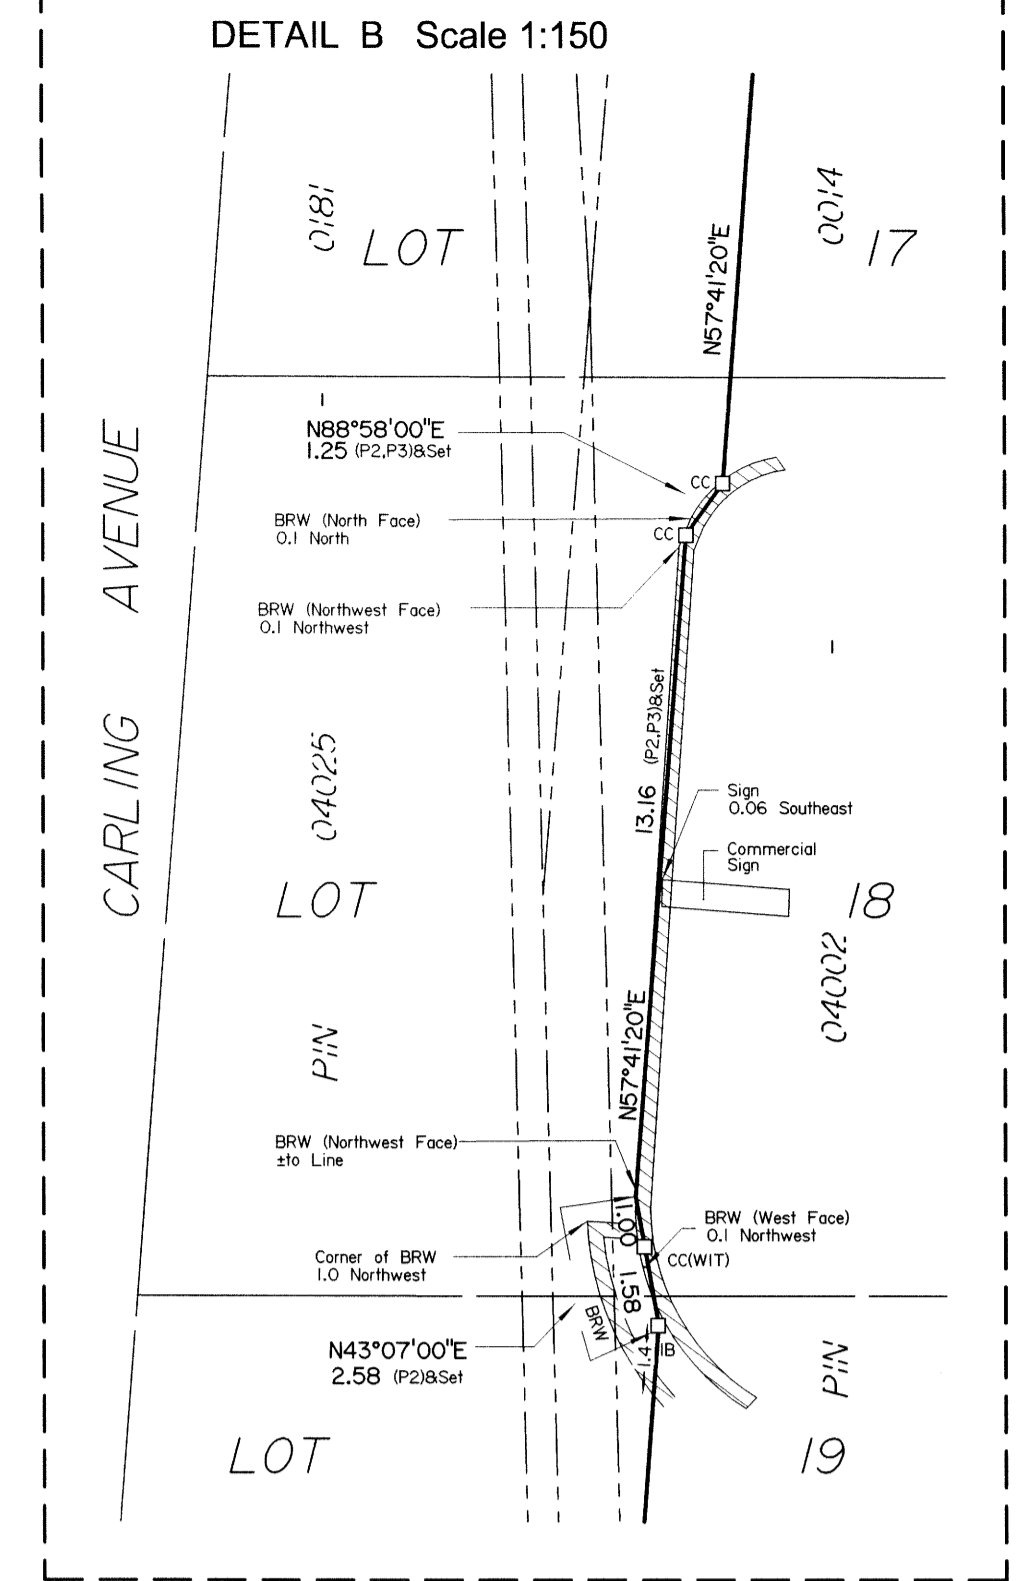 DETAIL B Scale 1:150
0181
LOT
0014
17
N57°41'20"E
N88°58'00"E
1.25 (P2,P3)&Set
CC
BRW (North Face)
0.1 North
CC
BRW (Northwest Face)
0.1 Northwest
CARLING AVENUE
13.16 (P2,P3)&Set
Sign
0.06 Southeast
Commercial
Sign
04025
LOT
18
04002
PIN
N57°41'20"E
BRW (Northwest Face)
±to Line
1.00
BRW (West Face)
0.1 Northwest
CC(WIT)
Corner of BRW
1.0 Northwest
1.58
BRW
IB
1.4
N43°07'00"E
2.58 (P2)&Set
PIN
LOT
19